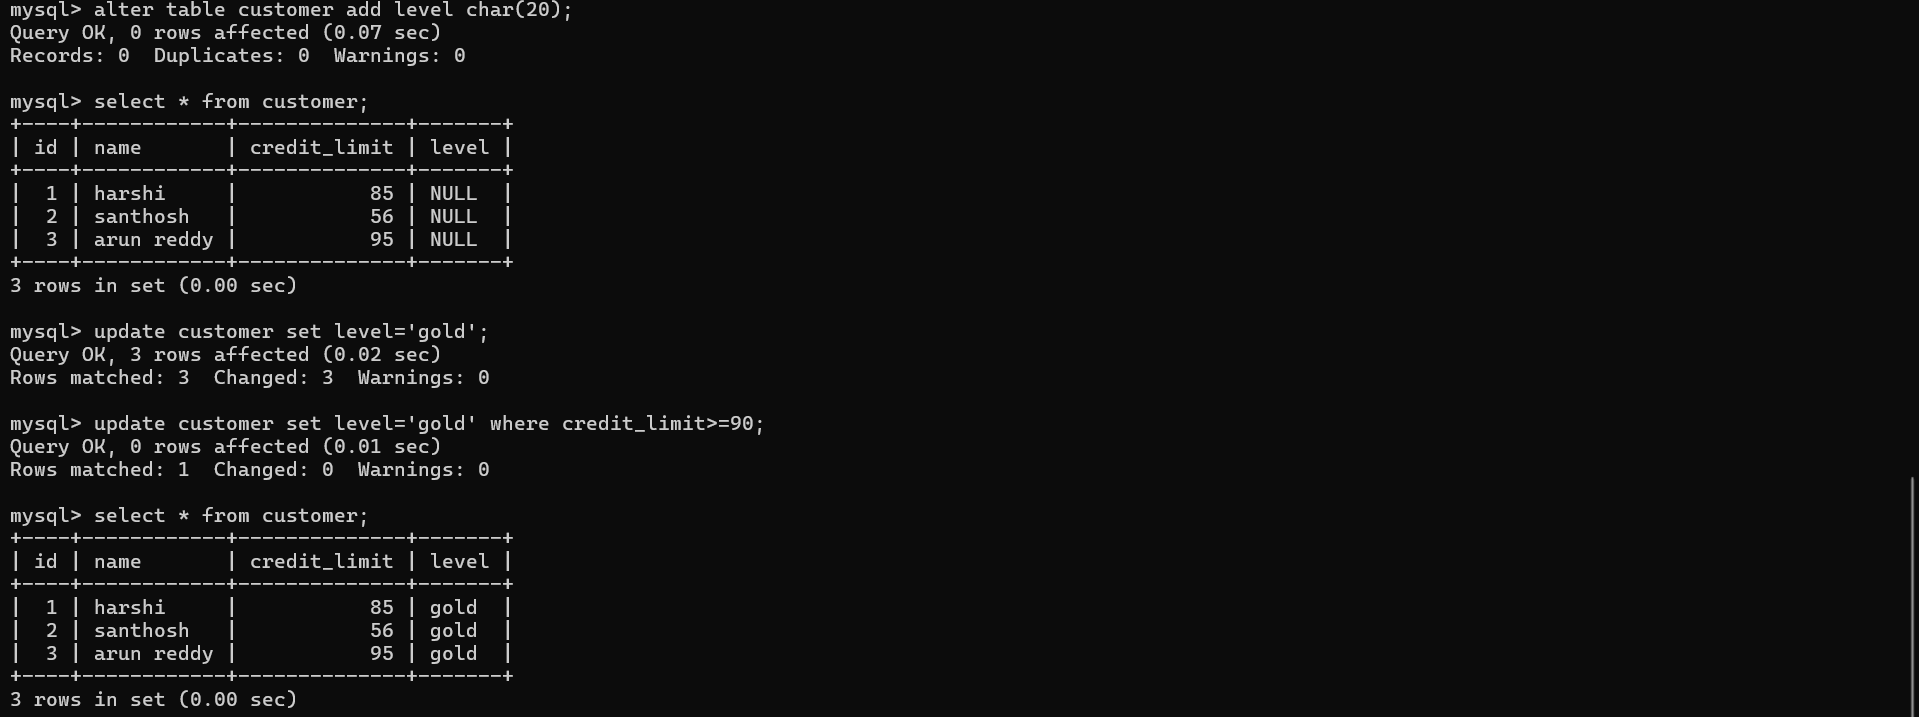 mysql> alter table customer add level char(20);
Query OK, 0 rows affected (0.07 sec)
Records: 0  Duplicates: 0  Warnings: 0

mysql> select * from customer;
+----+------------+--------------+-------+
| id | name       | credit_limit | level |
+----+------------+--------------+-------+
|  1 | harshi     |           85 | NULL  |
|  2 | santhosh   |           56 | NULL  |
|  3 | arun reddy |           95 | NULL  |
+----+------------+--------------+-------+
3 rows in set (0.00 sec)

mysql> update customer set level='gold';
Query OK, 3 rows affected (0.02 sec)
Rows matched: 3  Changed: 3  Warnings: 0

mysql> update customer set level='gold' where credit_limit>=90;
Query OK, 0 rows affected (0.01 sec)
Rows matched: 1  Changed: 0  Warnings: 0

mysql> select * from customer;
+----+------------+--------------+-------+
| id | name       | credit_limit | level |
+----+------------+--------------+-------+
|  1 | harshi     |           85 | gold  |
|  2 | santhosh   |           56 | gold  |
|  3 | arun reddy |           95 | gold  |
+----+------------+--------------+-------+
3 rows in set (0.00 sec)